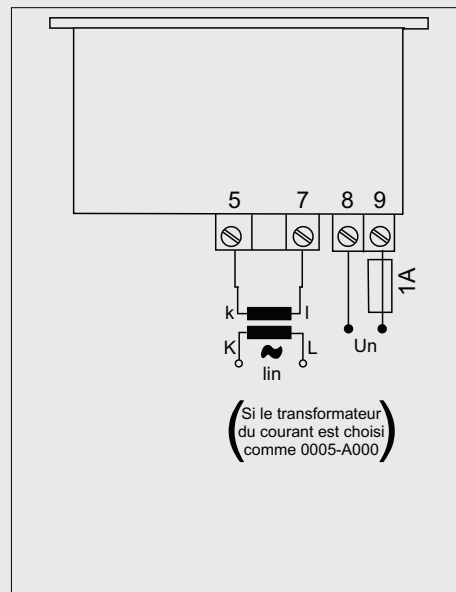 5 7 8 9
1A
k l
K L
Un
Iin
(Si le transformateur
du courant est choisi
comme 0005-A000)